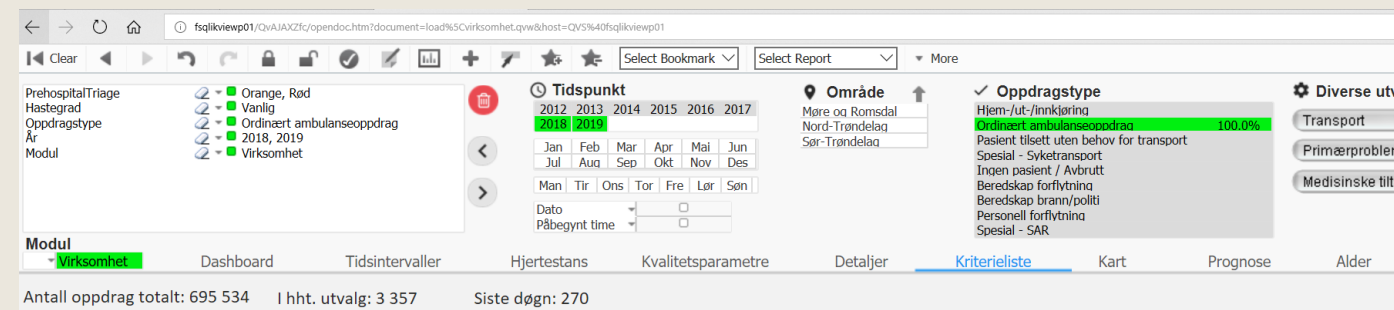 fsqlikviewp01/QvAJAXZfc/opendoc.htm?document=load%5Cvirksomhet.qvw&host=QVS%40fsqlikviewp01
Clear Select Bookmark Select Report More
PrehospitalTriage Orange, Rød
Hastegrad Vanlig
Oppdragstype Ordinært ambulanseoppdrag
År 2018, 2019
Modul Virksomhet
Tidspunkt
2012 2013 2014 2015 2016 2017
2018 2019
Jan Feb Mar Apr Mai Jun
Jul Aug Sep Okt Nov Des
Man Tir Ons Tor Fre Lør Søn
Dato
Påbegynt time
Område
Møre og Romsdal
Nord-Trøndelag
Sør-Trøndelag
Oppdragstype
Hjem-/ut-/innkjøring
Ordinært ambulanseoppdrag 100.0%
Pasient tilsett uten behov for transport
Spesial - Syketransport
Ingen pasient / Avbrutt
Beredskap forflytning
Beredskap brann/politi
Personell forflytning
Spesial - SAR
Diverse utv
Transport
Primærprobler
Medisinske tilt
Modul
Virksomhet Dashboard Tidsintervaller Hjertestans Kvalitetsparametre Detaljer Kriterieliste Kart Prognose Alder
Antall oppdrag totalt: 695 534 I hht. utvalg: 3 357 Siste døgn: 270